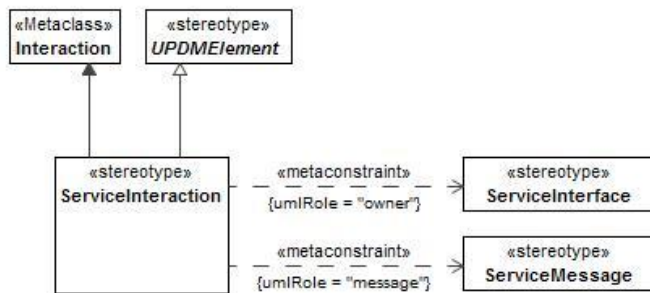 «Metaclass»
Interaction
«stereotype»
UPDMElement
«stereotype»
ServiceInteraction
«metaconstraint»
{umlRole = "owner"}
«stereotype»
ServiceInterface
«metaconstraint»
{umlRole = "message"}
«stereotype»
ServiceMessage